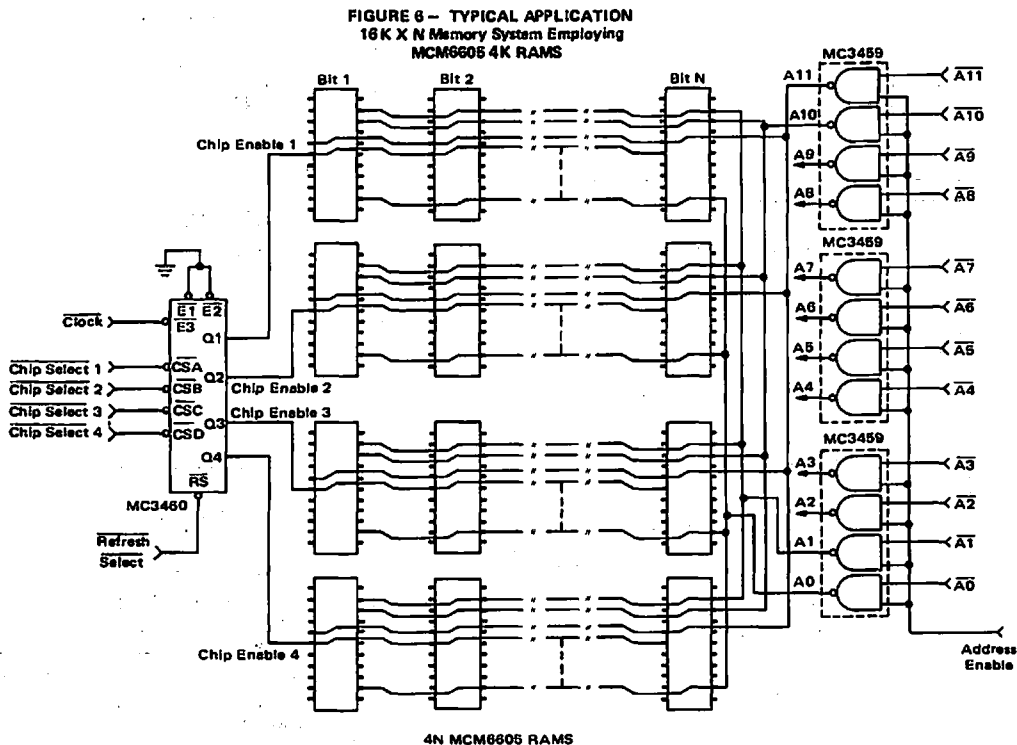 FIGURE 6 – TYPICAL APPLICATION
16K X N Memory System Employing
MCM6605 4K RAMS
Bit 1
Bit 2
Bit N
Chip Enable 1
Chip Enable 2
Chip Enable 3
Chip Enable 4
Clock
Chip Select 1
Chip Select 2
Chip Select 3
Chip Select 4
E1
E2
E3
CSA
CSB
CSC
CSD
RS
Q1
Q2
Q3
Q4
MC3460
Refresh
Select
MC3459
A11
A11
A10
A10
A9
A9
A8
A8
MC3459
A7
A7
A6
A6
A5
A5
A4
A4
MC3459
A3
A3
A2
A2
A1
A1
A0
A0
Address
Enable
4N MCM6605 RAMS